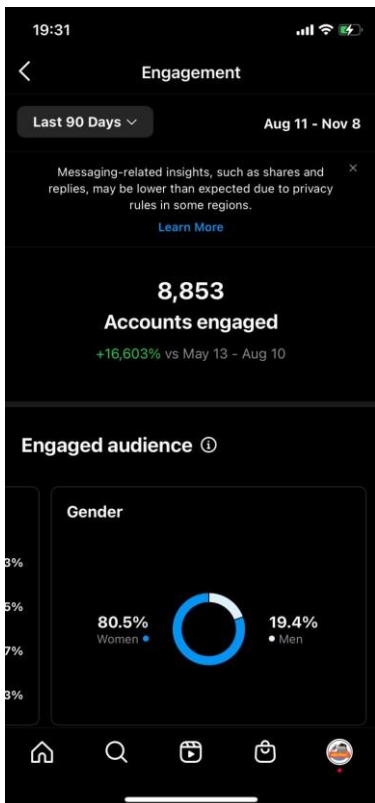 19:31
Engagement
Last 90 Days
Aug 11 - Nov 8
Messaging-related insights, such as shares and
replies, may be lower than expected due to privacy
rules in some regions.
Learn More
8,853
Accounts engaged
+16,603% vs May 13 - Aug 10
Engaged audience
Gender
3%
5%
7%
3%
80.5%
Women
19.4%
Men